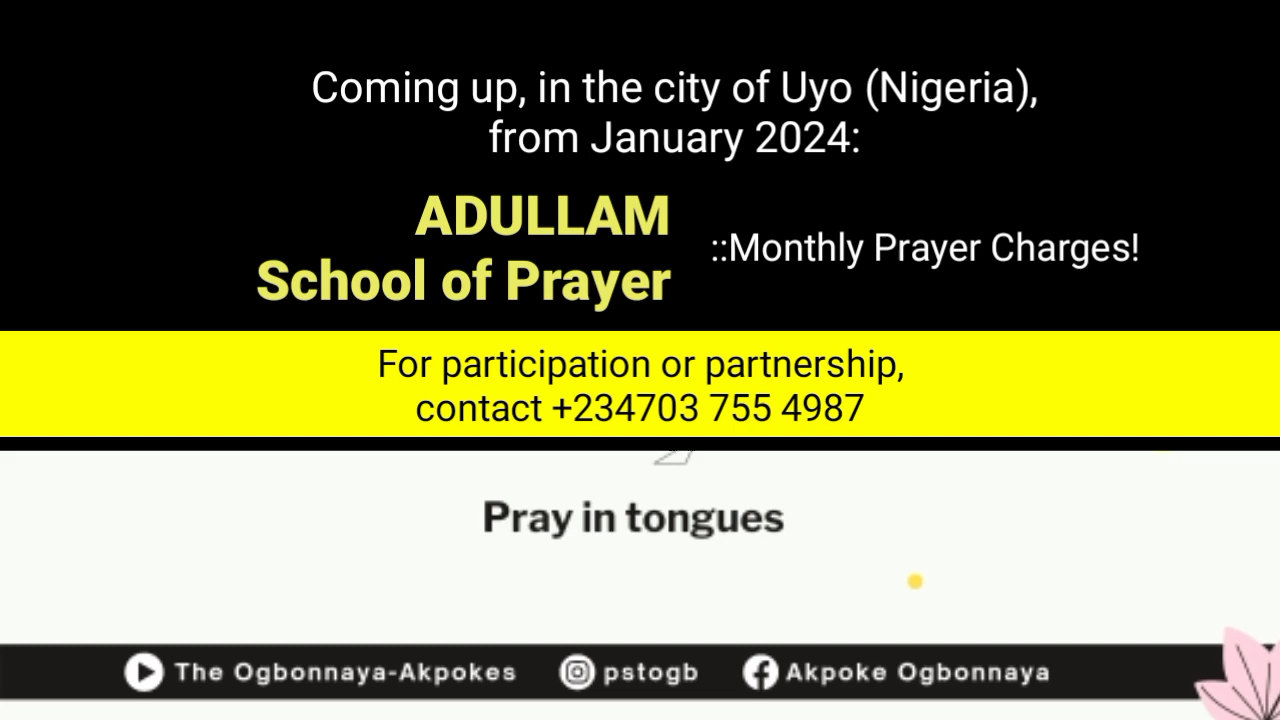 Coming up, in the city of Uyo (Nigeria),
from January 2024:
ADULLAM
School of Prayer
::Monthly Prayer Charges!
For participation or partnership,
contact +234703 755 4987
Pray in tongues
The Ogbonnaya-Akpokes pstogb Akpoke Ogbonnaya